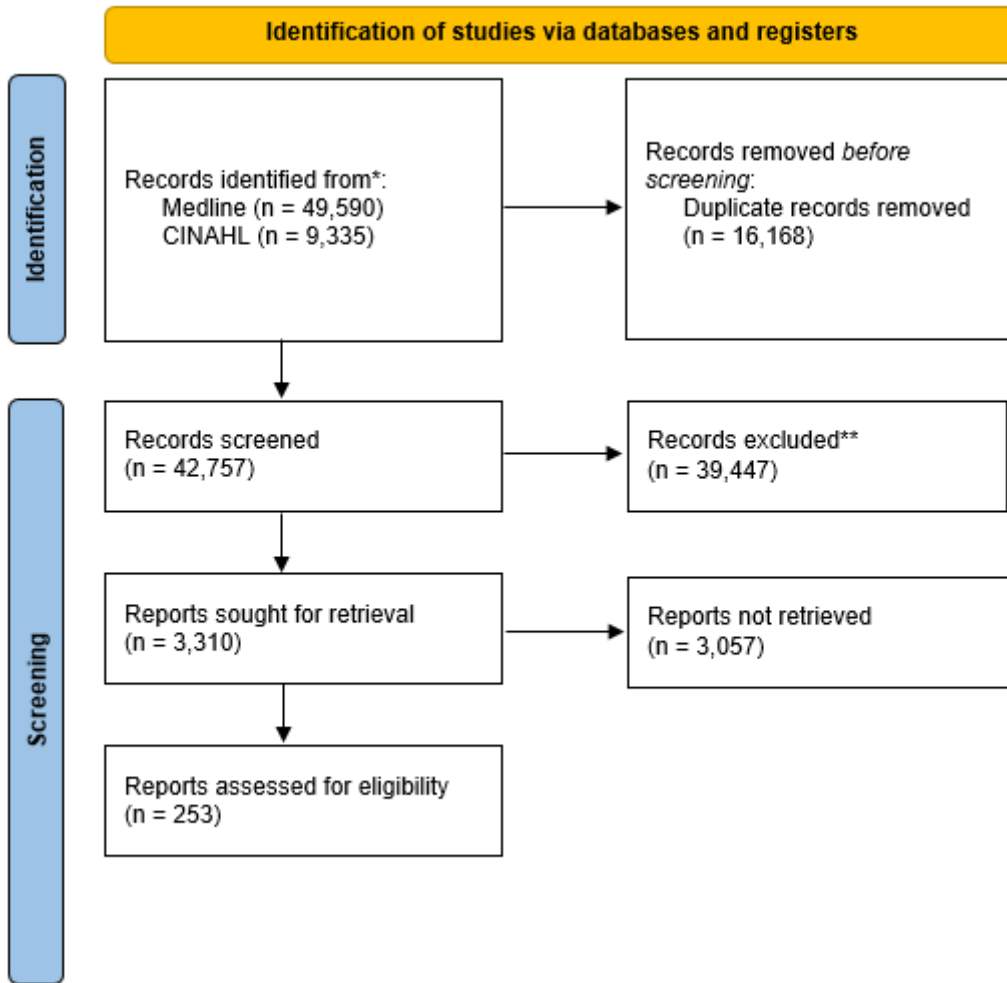 Identification of studies via databases and registers
Identification
Records identified from*:
Medline (n = 49,590)
CINAHL (n = 9,335)
Records removed before
screening:
Duplicate records removed
(n = 16,168)
Screening
Records screened
(n = 42,757)
Records excluded**
(n = 39,447)
Reports sought for retrieval
(n = 3,310)
Reports not retrieved
(n = 3,057)
Reports assessed for eligibility
(n = 253)